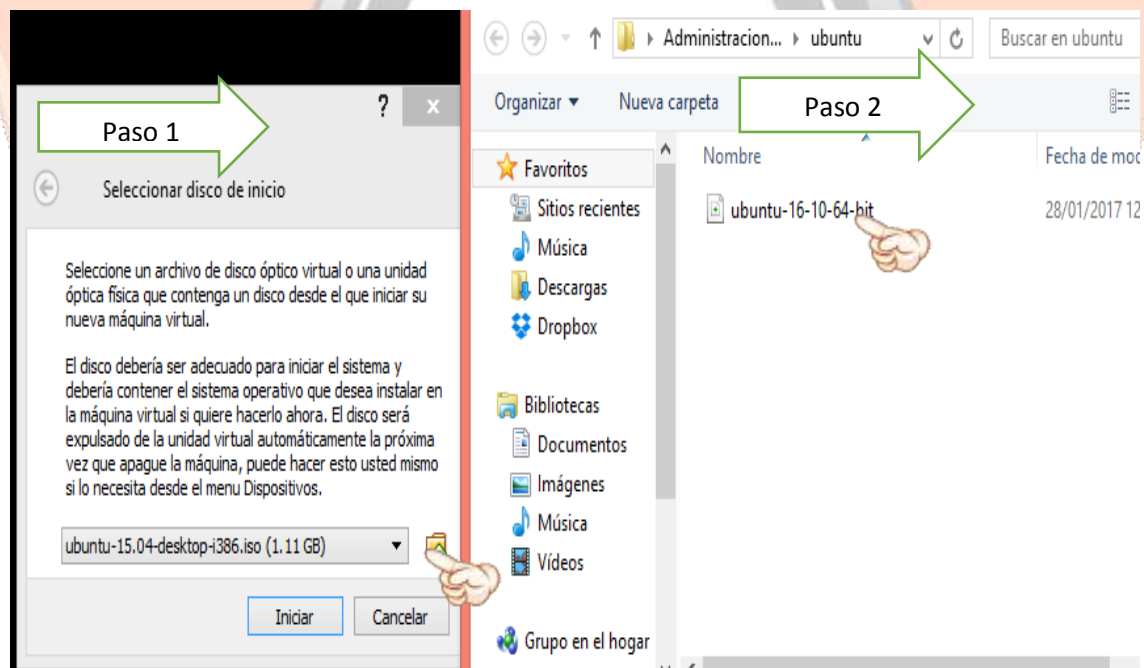 Paso 1
?
x
Seleccionar disco de inicio
Seleccione un archivo de disco óptico virtual o una unidad
óptica física que contenga un disco desde el que iniciar su
nueva máquina virtual.
El disco debería ser adecuado para iniciar el sistema y
debería contener el sistema operativo que desea instalar en
la máquina virtual si quiere hacerlo ahora. El disco será
expulsado de la unidad virtual automáticamente la próxima
vez que apague la máquina, puede hacer esto usted mismo
si lo necesita desde el menu Dispositivos.
ubuntu-15.04-desktop-i386.iso (1.11 GB)
Iniciar Cancelar
Administracion... ubuntu Buscar en ubuntu
Organizar Nueva carpeta
Paso 2
Nombre Fecha de mod
ubuntu-16-10-64-bit 28/01/2017 12
Favoritos
Sitios recientes
Música
Descargas
Dropbox
Bibliotecas
Documentos
Imágenes
Música
Vídeos
Grupo en el hogar